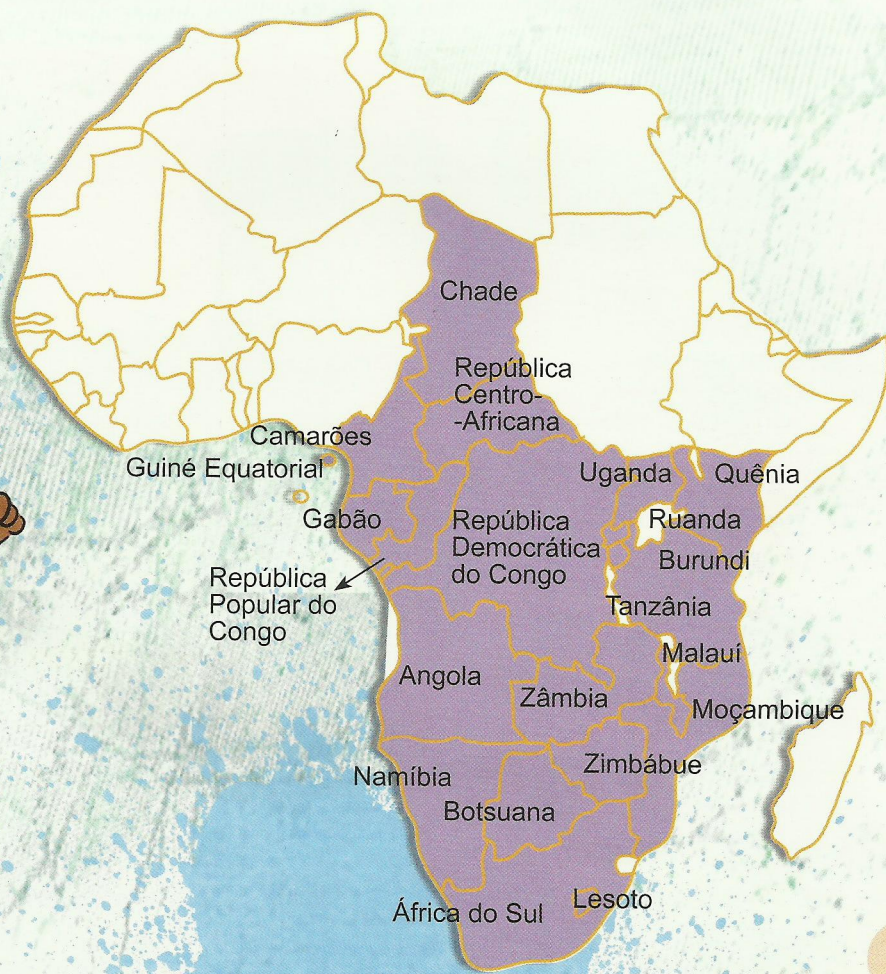 Chade
República
Centro-
-Africana
Camarões
Guiné Equatorial
Uganda
Quênia
Gabão
República
Democrática
do Congo
Ruanda
Burundi
República
Popular do
Congo
Tanzânia
Malauí
Angola
Zâmbia
Moçambique
Namíbia
Zimbábue
Botsuana
África do Sul
Lesoto